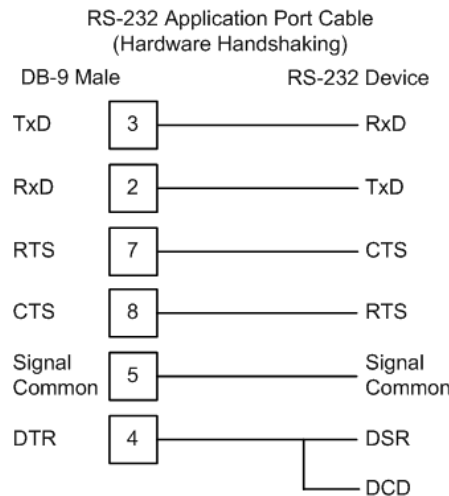 RS-232 Application Port Cable
(Hardware Handshaking)
DB-9 Male RS-232 Device
TxD 3 RxD
RxD 2 TxD
RTS 7 CTS
CTS 8 RTS
Signal Common 5 Signal Common
DTR 4 DSR
DCD